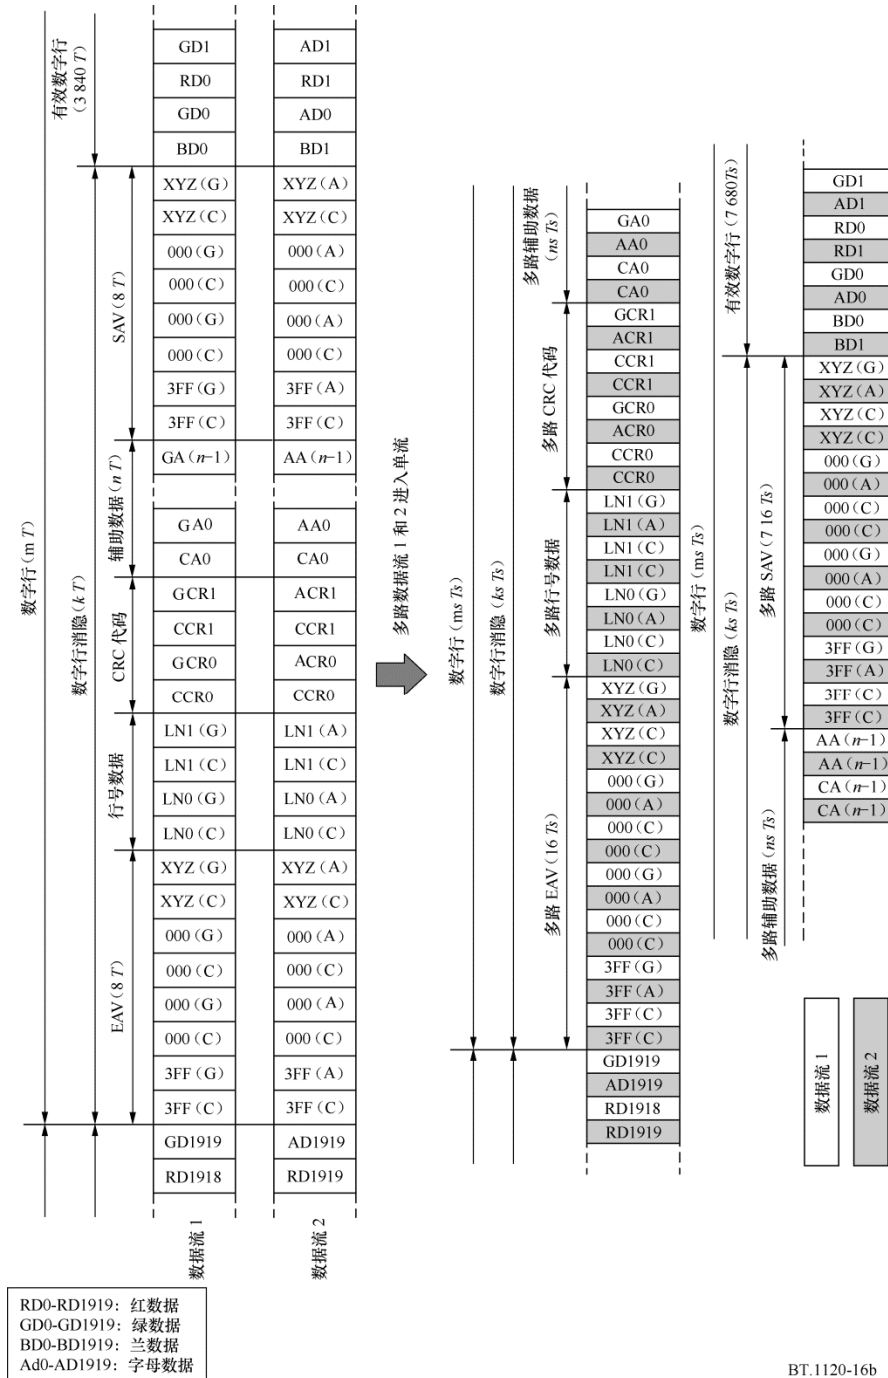 有效数字行
(3 840 T)
数字行(m T)
数字行消隐(k T)
SAV(8 T)
辅助数据(n T)
CRC 代码
行号数据
EAV(8 T)
GD1
RD0
GD0
BD0
XYZ(G)
XYZ(C)
000(G)
000(C)
000(G)
000(C)
3FF(G)
3FF(C)
GA(n-1)
GA0
CA0
GCR1
CCR1
GCR0
CCR0
LN1(G)
LN1(C)
LN0(G)
LN0(C)
XYZ(G)
XYZ(C)
000(G)
000(C)
000(G)
000(C)
3FF(G)
3FF(C)
GD1919
RD1918
数据流 1
AD1
RD1
AD0
BD1
XYZ(A)
XYZ(C)
000(A)
000(C)
000(A)
000(C)
3FF(A)
3FF(C)
AA(n-1)
AA0
CA0
ACR1
CCR1
ACR0
CCR0
LN1(A)
LN1(C)
LN0(A)
LN0(C)
XYZ(A)
XYZ(C)
000(A)
000(C)
000(A)
000(C)
3FF(A)
3FF(C)
AD1919
RD1919
数据流 2
多路数据流 1 和 2 进入单流
数字行(ms Ts)
数字行消隐(ks Ts)
多路辅助数据
(ns Ts)
多路 CRC 代码
多路行号数据
多路 EAV(16 Ts)
GA0
AA0
CA0
CA0
GCR1
ACR1
CCR1
CCR1
GCR0
ACR0
CCR0
CCR0
LN1(G)
LN1(A)
LN1(C)
LN1(C)
LN0(G)
LN0(A)
LN0(C)
LN0(C)
XYZ(G)
XYZ(A)
XYZ(C)
XYZ(C)
000(G)
000(A)
000(C)
000(C)
000(G)
000(A)
000(C)
000(C)
3FF(G)
3FF(A)
3FF(C)
3FF(C)
GD1919
AD1919
RD1918
RD1919
数字行(ms Ts)
有效数字行(7 680Ts)
数字行消隐(ks Ts)
多路 SAV(7 16 Ts)
多路辅助数据(ns Ts)
GD1
AD1
RD0
RD1
GD0
AD0
BD0
BD1
XYZ(G)
XYZ(A)
XYZ(C)
XYZ(C)
000(G)
000(A)
000(C)
000(C)
000(G)
000(A)
000(C)
000(C)
3FF(G)
3FF(A)
3FF(C)
3FF(C)
AA(n-1)
AA(n-1)
CA(n-1)
CA(n-1)
数据流 1
数据流 2
RD0-RD1919: 红数据
GD0-GD1919: 绿数据
BD0-BD1919: 兰数据
Ad0-AD1919: 字母数据
BT.1120-16b